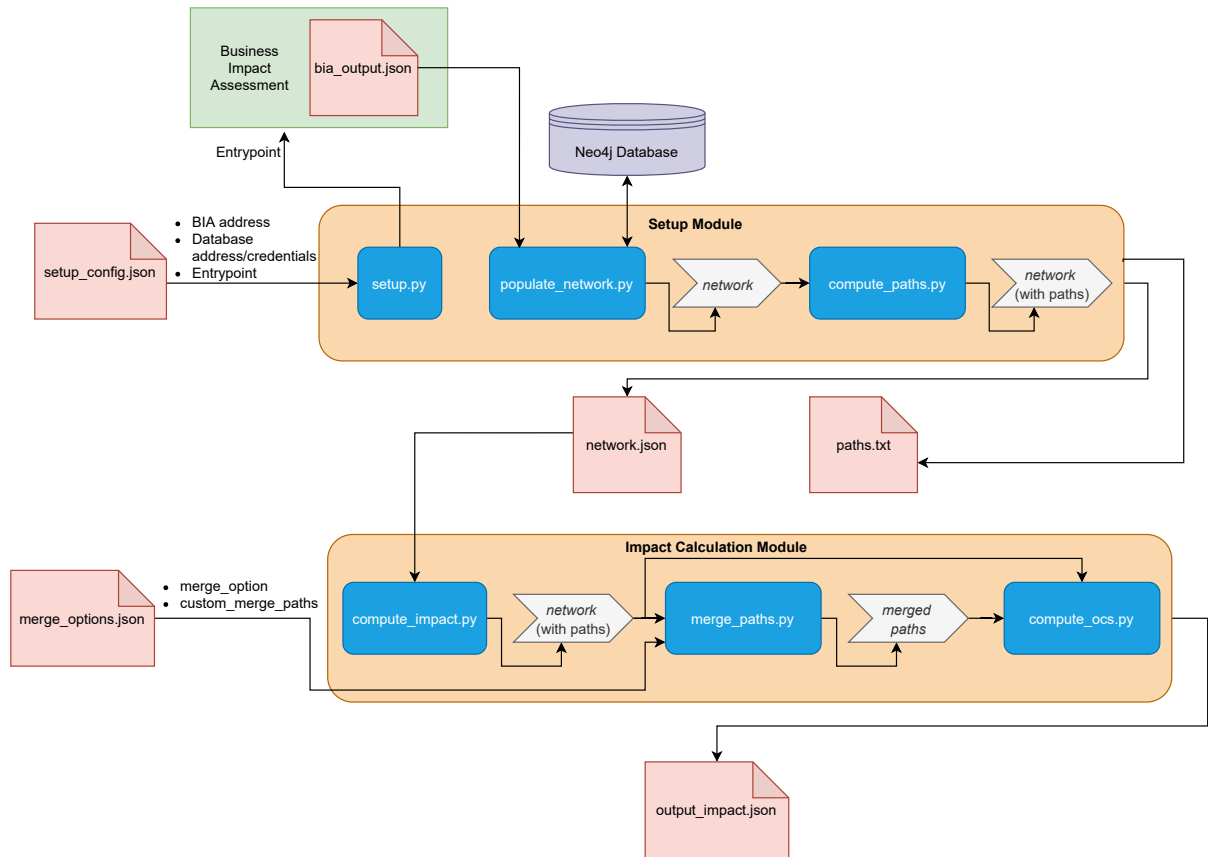 Business
Impact
Assessment
bia_output.json
Entrypoint
Neo4j Database
setup_config.json
BIA address
Database
address/credentials
Entrypoint
Setup Module
setup.py
populate_network.py
network
compute_paths.py
network
(with paths)
network.json
paths.txt
Impact Calculation Module
merge_options.json
merge_option
custom_merge_paths
compute_impact.py
network
(with paths)
merge_paths.py
merged
paths
compute_ocs.py
output_impact.json